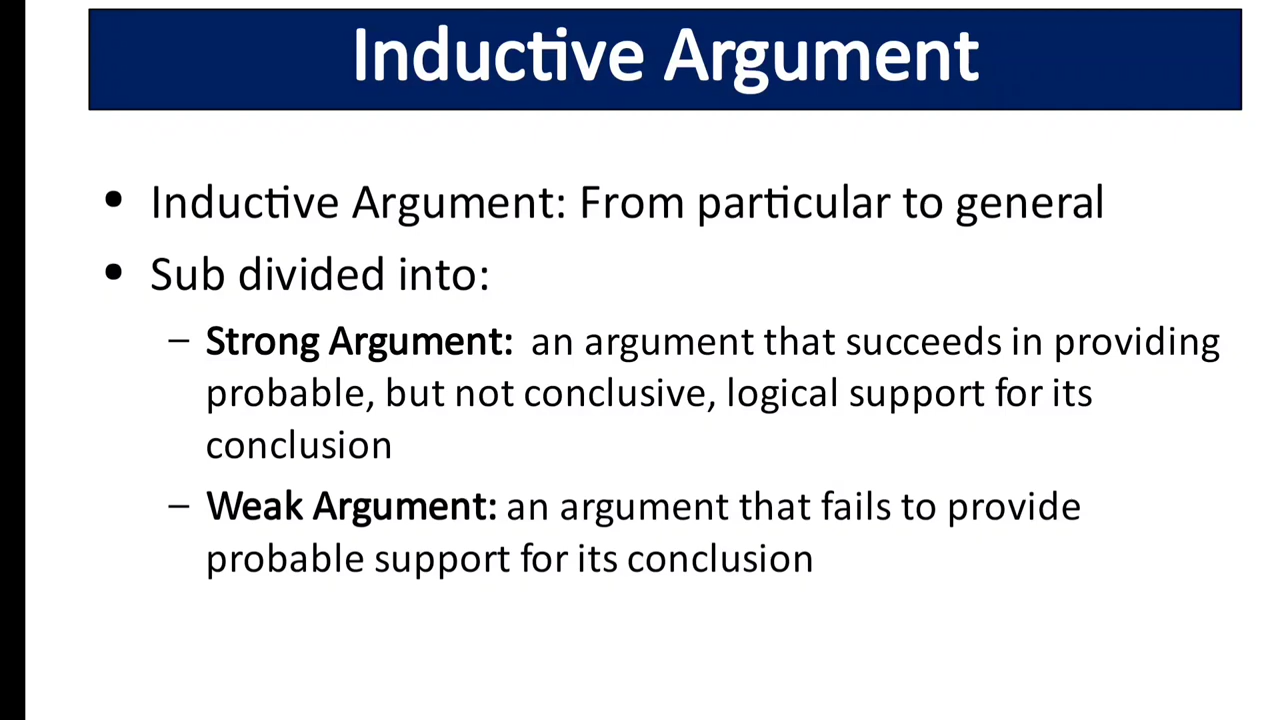 Inductive Argument
• Inductive Argument: From particular to general
• Sub divided into:
– Strong Argument: an argument that succeeds in providing
probable, but not conclusive, logical support for its
conclusion
– Weak Argument: an argument that fails to provide
probable support for its conclusion